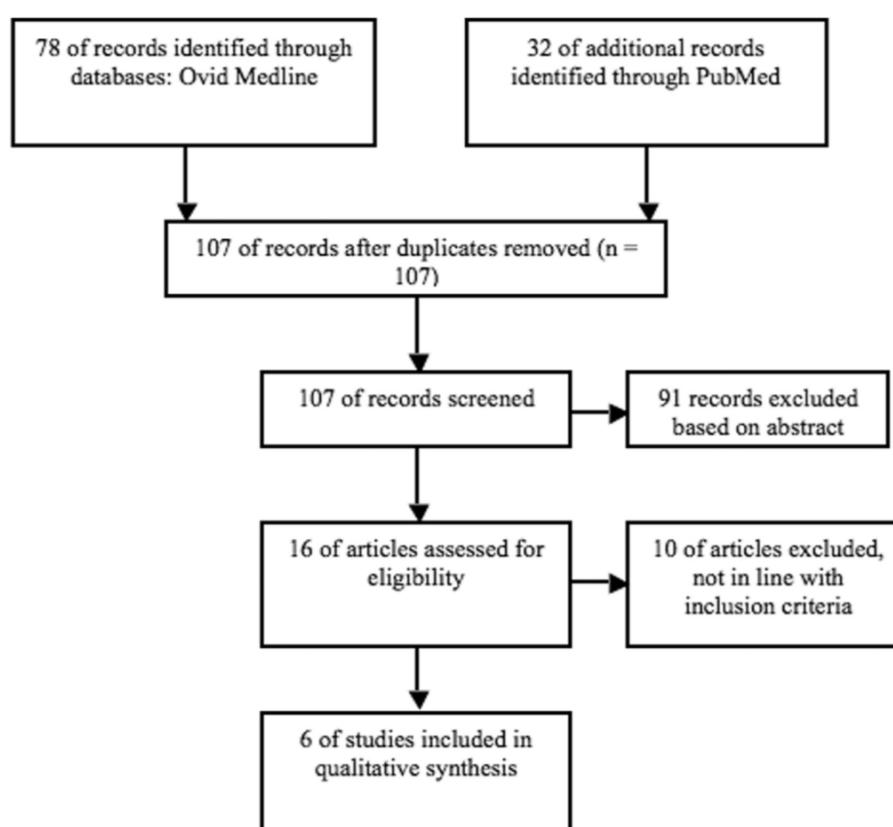 78 of records identified through
databases: Ovid Medline
32 of additional records
identified through PubMed
107 of records after duplicates removed (n =
107)
107 of records screened
91 records excluded
based on abstract
16 of articles assessed for
eligibility
10 of articles excluded,
not in line with
inclusion criteria
6 of studies included in
qualitative synthesis